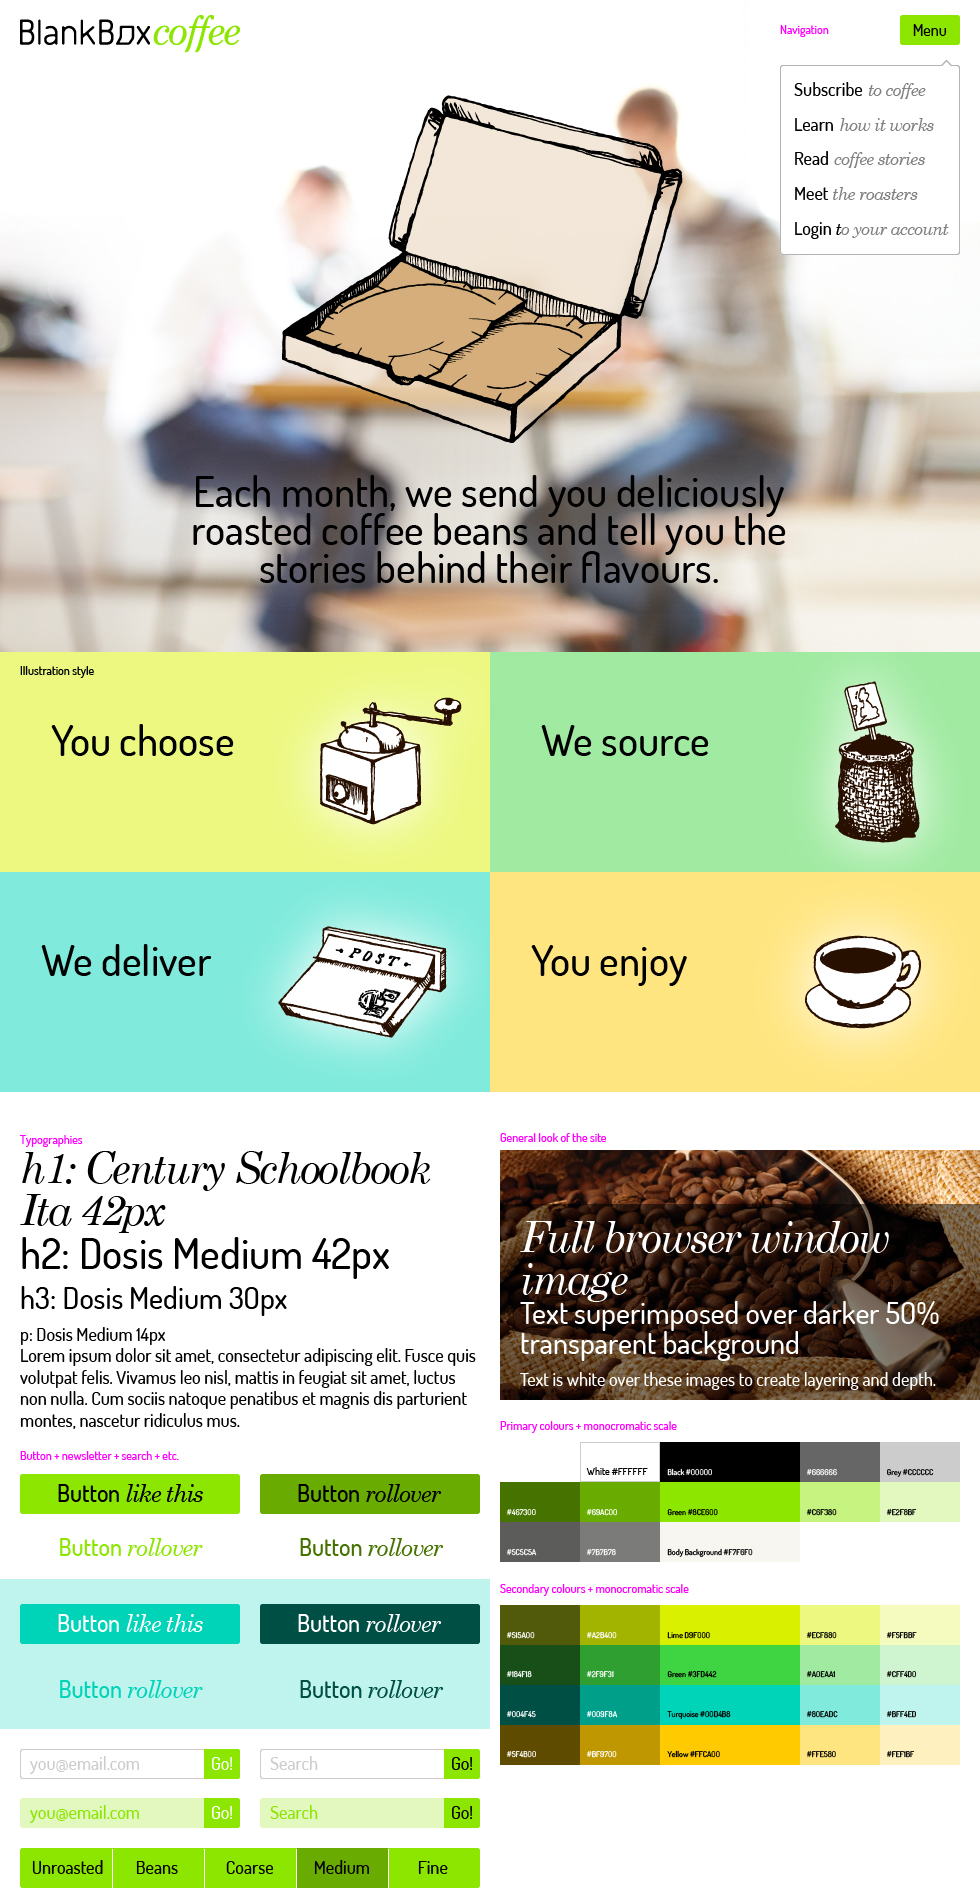 BlankBoxcoffee
Navigation
Menu
Subscribe to coffee
Learn how it works
Read coffee stories
Meet the roasters
Login to your account
Each month, we send you deliciously
roasted coffee beans and tell you the
stories behind their flavours.
Illustration style
You choose
We source
We deliver
POST
You enjoy
Typographies
h1: Century Schoolbook
Ita 42px
h2: Dosis Medium 42px
h3: Dosis Medium 30px
p: Dosis Medium 14px
Lorem ipsum dolor sit amet, consectetur adipiscing elit. Fusce quis
volutpat felis. Vivamus leo nisl, mattis in feugiat sit amet, luctus
non nulla. Cum sociis natoque penatibus et magnis dis parturient
montes, nascetur ridiculus mus.
Button + newsletter + search + etc.
Button like this
Button rollover
Button rollover
Button rollover
Button like this
Button rollover
Button rollover
Button rollover
you@email.com
Go!
Search
Go!
you@email.com
Go!
Search
Go!
Unroasted
Beans
Coarse
Medium
Fine
General look of the site
Full browser window
image
Text superimposed over darker 50%
transparent background
Text is white over these images to create layering and depth.
Primary colours + monocromatic scale
White #FFFFFF
Black #00000
#666666
Grey #CCCCCC
#467300
#69AC00
Green #8CE600
#C6F380
#E2F8BF
#5C5C5A
#7B7B78
Body Background #F7F6F0
Secondary colours + monocromatic scale
#515A00
#A2B400
Lime D9F000
#ECF880
#F5FBBF
#184F18
#2F9F31
Green #3FD442
#A0EAA1
#CFF4D0
#004F45
#009F8A
Turquoise #00D4B8
#80EADC
#BFF4ED
#5F4B00
#BF9700
Yellow #FFCA00
#FFE580
#FEF1BF